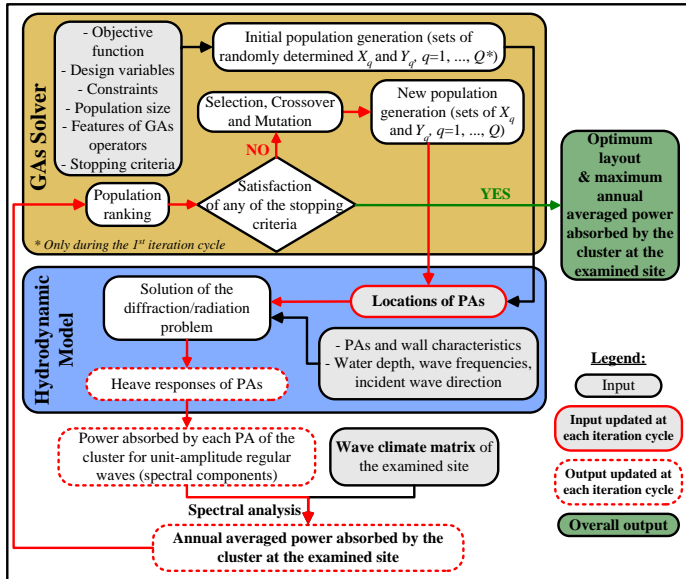 GAs Solver
- Objective
function
- Design variables
- Constraints
- Population size
- Features of GAs
operators
- Stopping criteria
Initial population generation (sets of
randomly determined Xq and Yq, q=1, ..., Q*)
Selection, Crossover
and Mutation
New population
generation (sets of Xq
and Yq, q=1, ..., Q)
NO
Population
ranking
Satisfaction
of any of the stopping
criteria
YES
* Only during the 1st iteration cycle
Optimum
layout
& maximum
annual
averaged power
absorbed by the
cluster at the
examined site
Hydrodynamic
Model
Solution of the
diffraction/radiation
problem
Locations of PAs
- PAs and wall characteristics
- Water depth, wave frequencies,
incident wave direction
Heave responses of PAs
Power absorbed by each PA of the
cluster for unit-amplitude regular
waves (spectral components)
Wave climate matrix of
the examined site
Spectral analysis
Annual averaged power absorbed by the
cluster at the examined site
Legend:
Input
Input updated at
each iteration cycle
Output updated at
each iteration cycle
Overall output